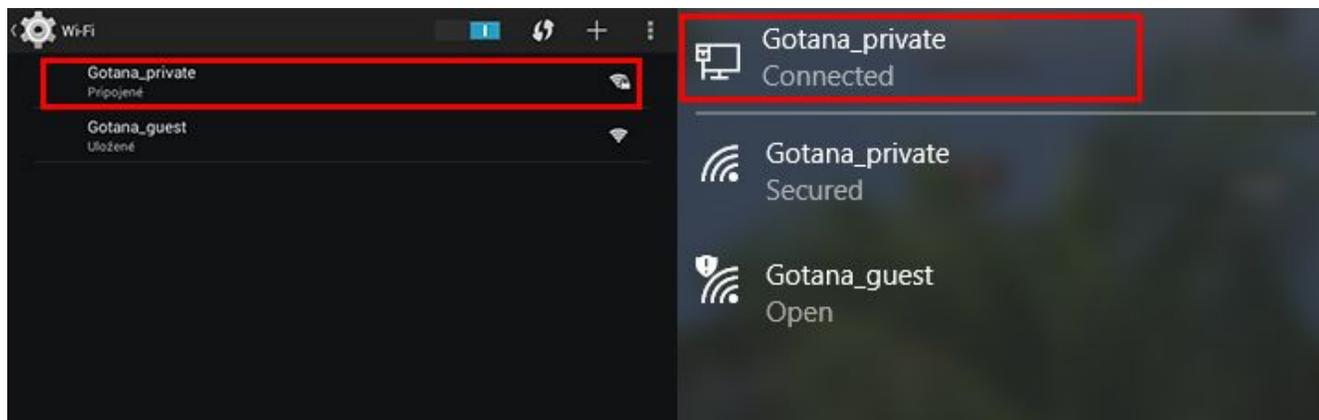 Wi-Fi
Gotana_private
Pripojené
Gotana_guest
Uložené
Gotana_private
Connected
Gotana_private
Secured
Gotana_guest
Open